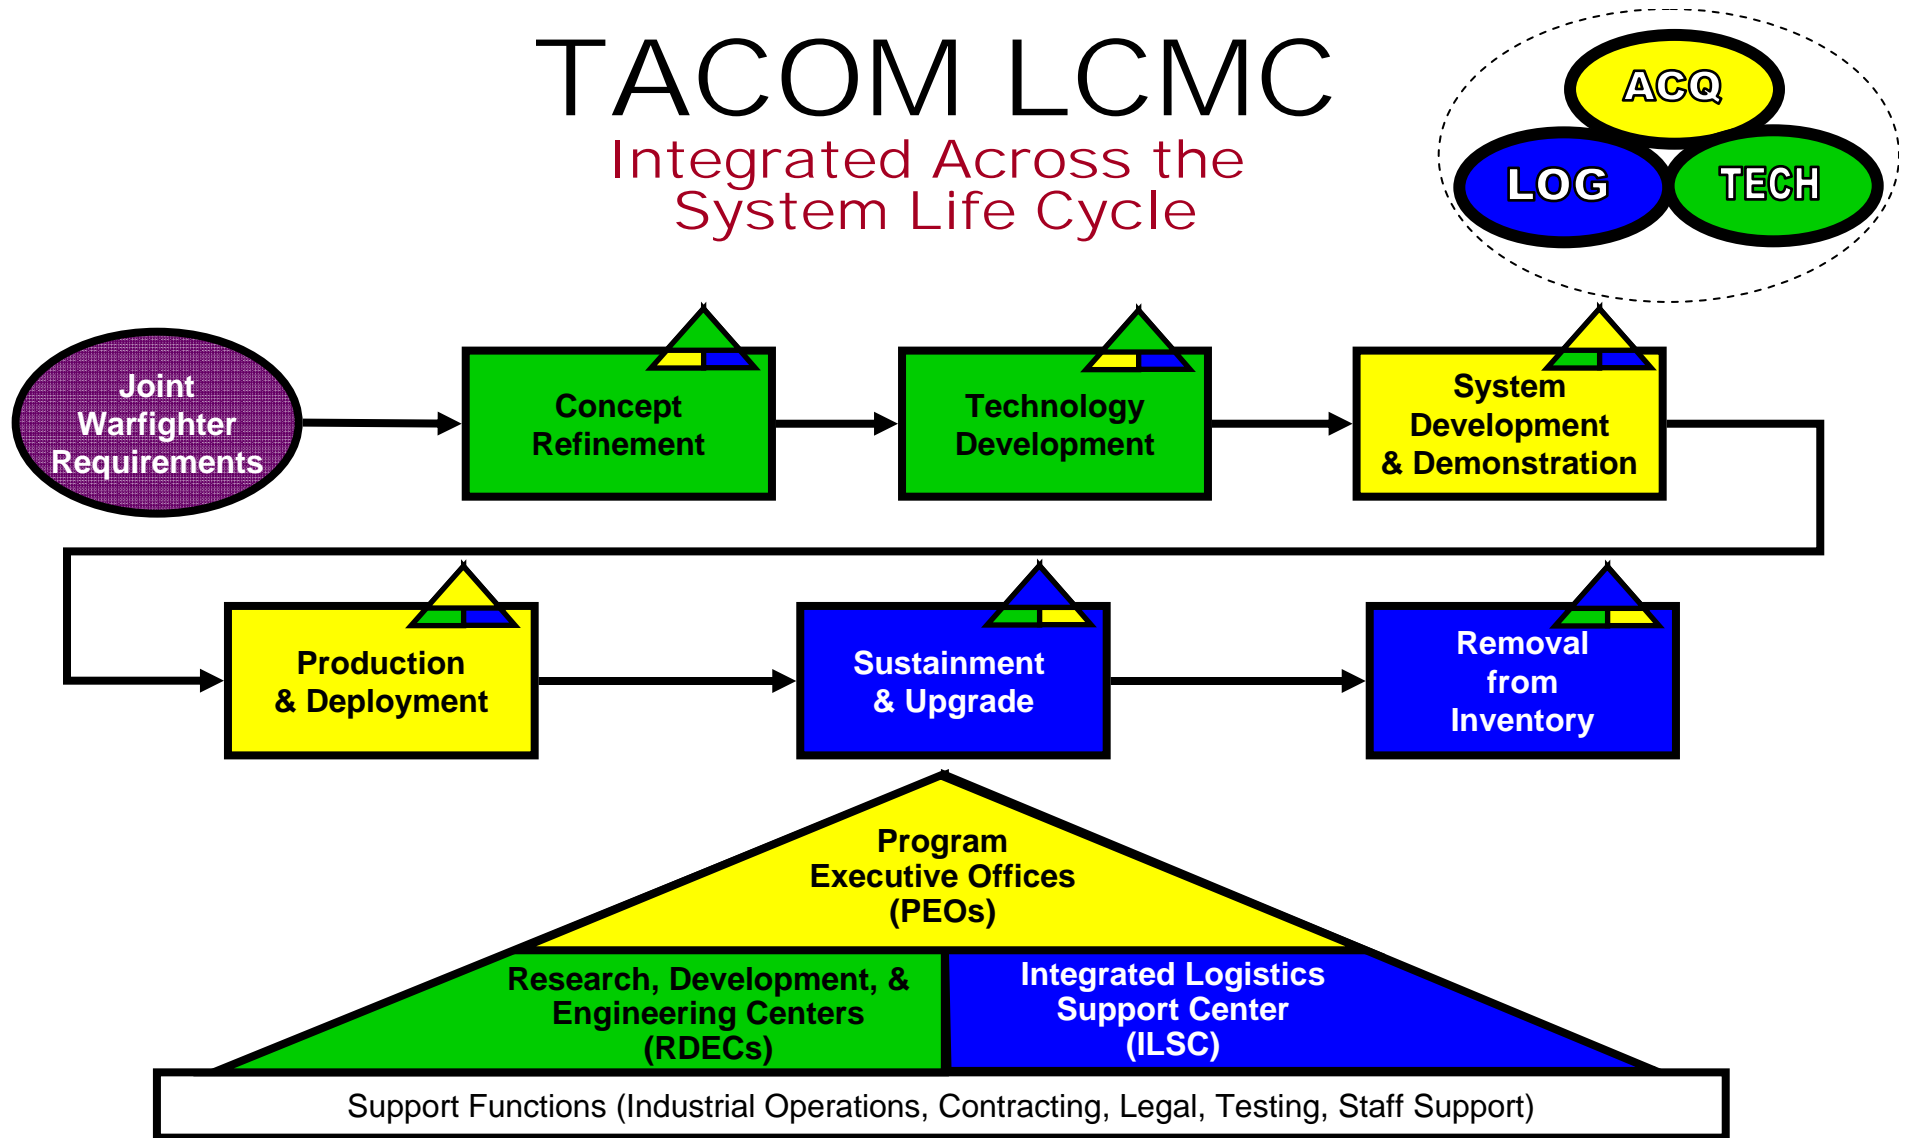 TACOM LCMC
Integrated Across the
System Life Cycle
ACQ
LOG
TECH
Joint
Warfighter
Requirements
Concept
Refinement
Technology
Development
System
Development
& Demonstration
Production
& Deployment
Sustainment
& Upgrade
Removal
from
Inventory
Program
Executive Offices
(PEOs)
Research, Development, &
Engineering Centers
(RDECs)
Integrated Logistics
Support Center
(ILSC)
Support Functions (Industrial Operations, Contracting, Legal, Testing, Staff Support)